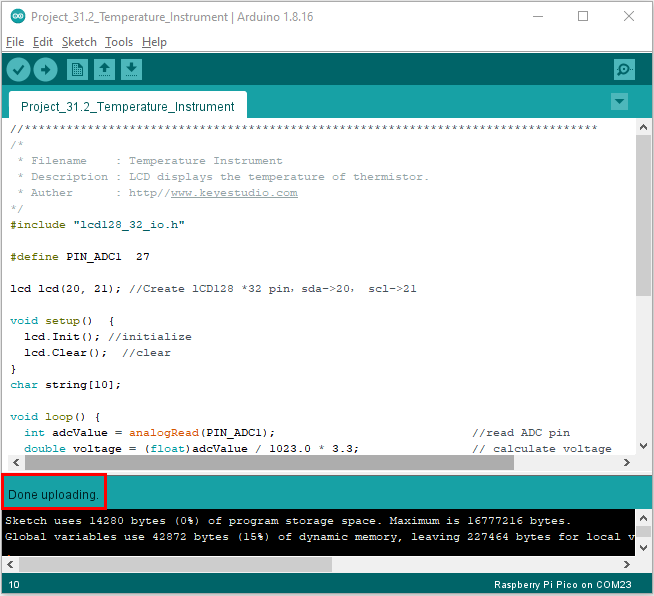 Project_31.2_Temperature_Instrument | Arduino 1.8.16
File Edit Sketch Tools Help
Project_31.2_Temperature_Instrument
//**********************************************************************************
/*
 * Filename    : Temperature Instrument
 * Description : LCD displays the temperature of thermistor.
 * Auther      : http//www.keyestudio.com
*/
#include "lcd128_32_io.h"
#define PIN_ADC1  27
lcd lcd(20, 21); //Create lCD128 *32 pin，sda->20， scl->21
void setup()  {
  lcd.Init(); //initialize
  lcd.Clear();  //clear
}
char string[10];
void loop() {
  int adcValue = analogRead(PIN_ADC1);                            //read ADC pin
  double voltage = (float)adcValue / 1023.0 * 3.3;                // calculate voltage
Done uploading.
Sketch uses 14280 bytes (0%) of program storage space. Maximum is 16777216 bytes.
Global variables use 42872 bytes (15%) of dynamic memory, leaving 227464 bytes for local v
10 Raspberry Pi Pico on COM23